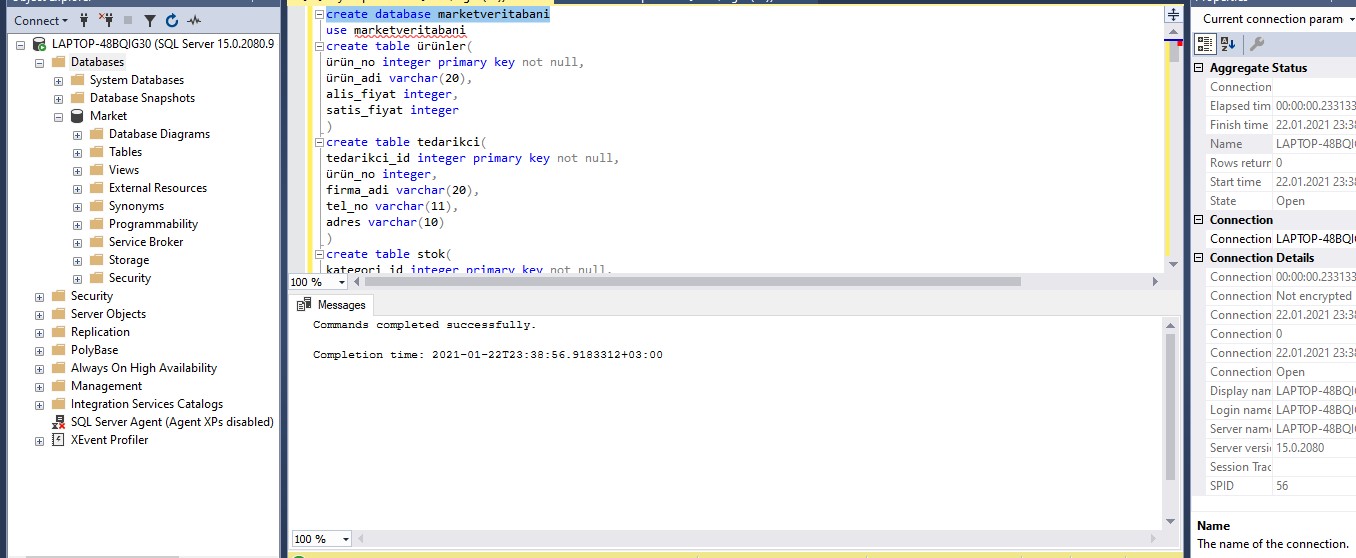 Connect
LAPTOP-48BQIG30 (SQL Server 15.0.2080.9
Databases
System Databases
Database Snapshots
Market
Database Diagrams
Tables
Views
External Resources
Synonyms
Programmability
Service Broker
Storage
Security
Security
Server Objects
Replication
PolyBase
Always On High Availability
Management
Integration Services Catalogs
SQL Server Agent (Agent XPs disabled)
XEvent Profiler
create database marketveritabani
use marketveritabani
create table ürünler(
ürün_no integer primary key not null,
ürün_adi varchar(20),
alis_fiyat integer,
satis_fiyat integer
)
create table tedarikci(
tedarikci_id integer primary key not null,
ürün_no integer,
firma_adi varchar(20),
tel_no varchar(11),
adres varchar(10)
)
create table stok(
kategori_id integer primary key not null,
100 %
Messages
Commands completed successfully.
Completion time: 2021-01-22T23:38:56.9183312+03:00
100 %
Properties
Current connection param
Aggregate Status
Connection
Elapsed tim 00:00:00.233133
Finish time 22.01.2021 23:38
Name LAPTOP-48BQIG
Rows return 0
Start time 22.01.2021 23:38
State Open
Connection
Connection LAPTOP-48BQIG
Connection Details
Connection 00:00:00.233133
Connection Not encrypted
Connection 22.01.2021 23:38
Connection 0
Connection 22.01.2021 23:38
Connection Open
Display nam LAPTOP-48BQIG
Login name LAPTOP-48BQIG
Server name LAPTOP-48BQIG
Server versi 15.0.2080
Session Trac
SPID 56
Name
The name of the connection.